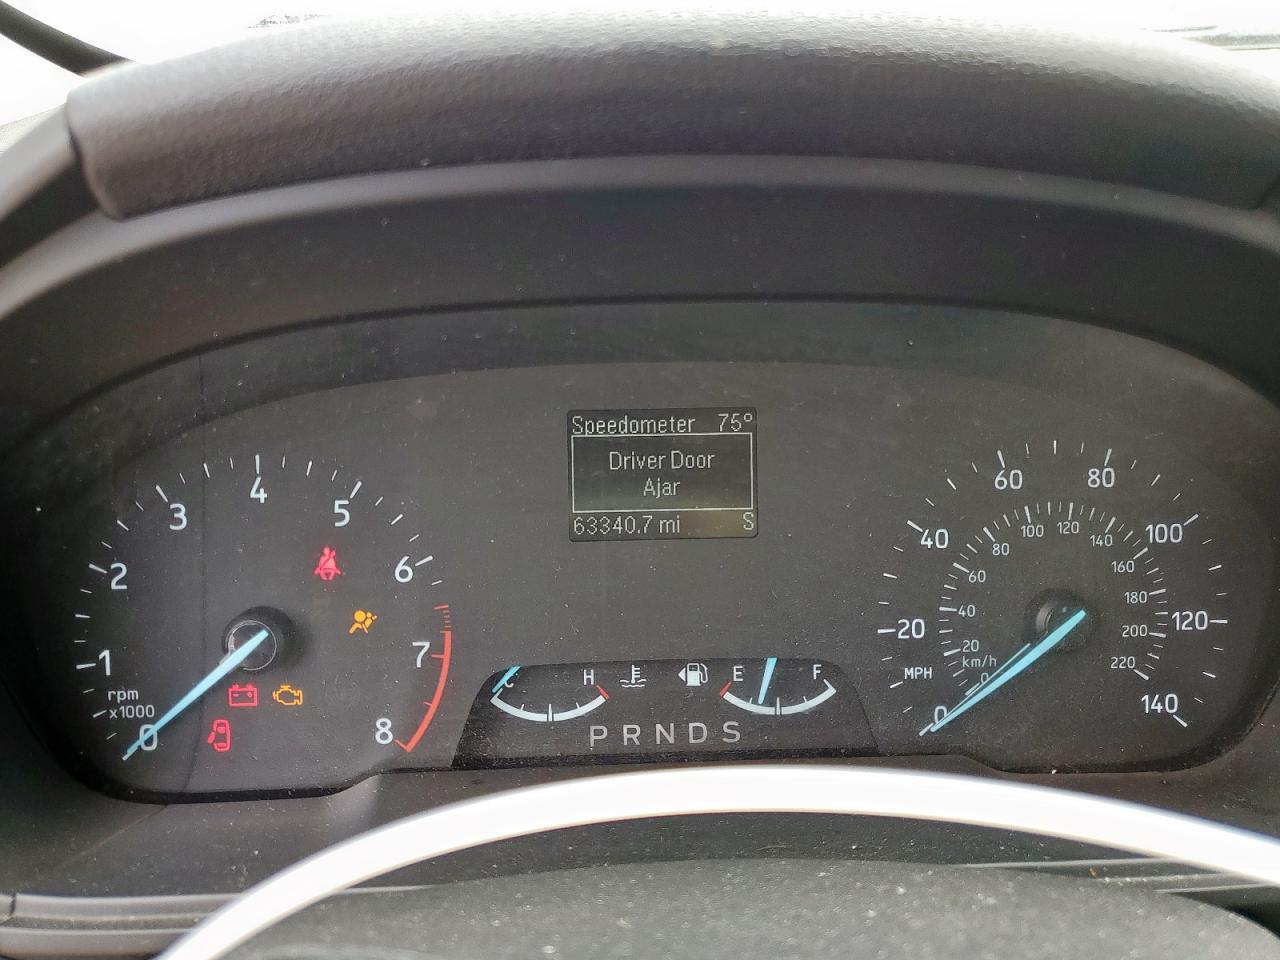 Speedometer 75°
Driver Door
Ajar
63340.7 mi S
0 1 2 3 4 5 6 7 8
rpm
x1000
C H
E F
P R N D S
0 20 40 60 80 100 120 140
MPH
0 20 40 60 80 100 120 140 160 180 200 220
km/h